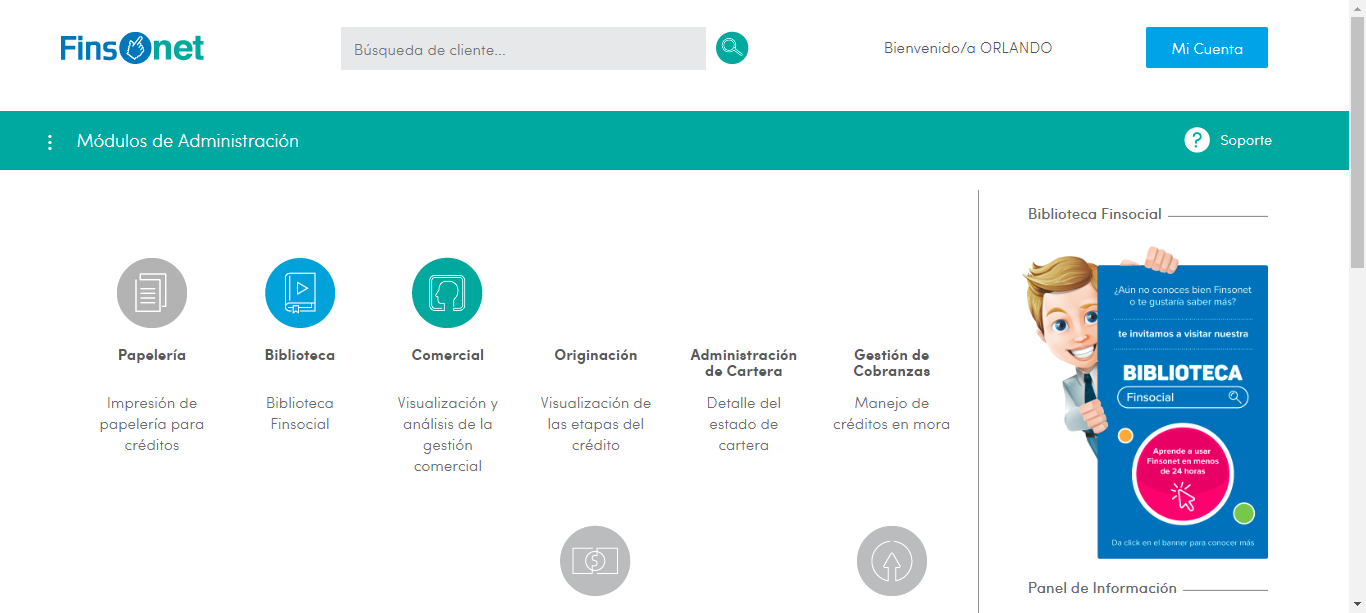 Finsonet
Búsqueda de cliente...
Bienvenido/a ORLANDO
Mi Cuenta
Módulos de Administración
? Soporte
Papelería
Impresión de
papelería para
créditos
Biblioteca
Biblioteca
Finsocial
Comercial
Visualización y
análisis de la
gestión
comercial
Originación
Visualización de
las etapas del
crédito
Administración
de Cartera
Detalle del
estado de
cartera
Gestión de
Cobranzas
Manejo de
créditos en mora
$
Biblioteca Finsocial
¿Aún no conoces bien Finsonet
o te gustaría saber más?
te invitamos a visitar nuestra
BIBLIOTECA
Finsocial
Aprende a usar
Finsonet en menos
de 24 horas
Da click en el banner para conocer más
Panel de Información